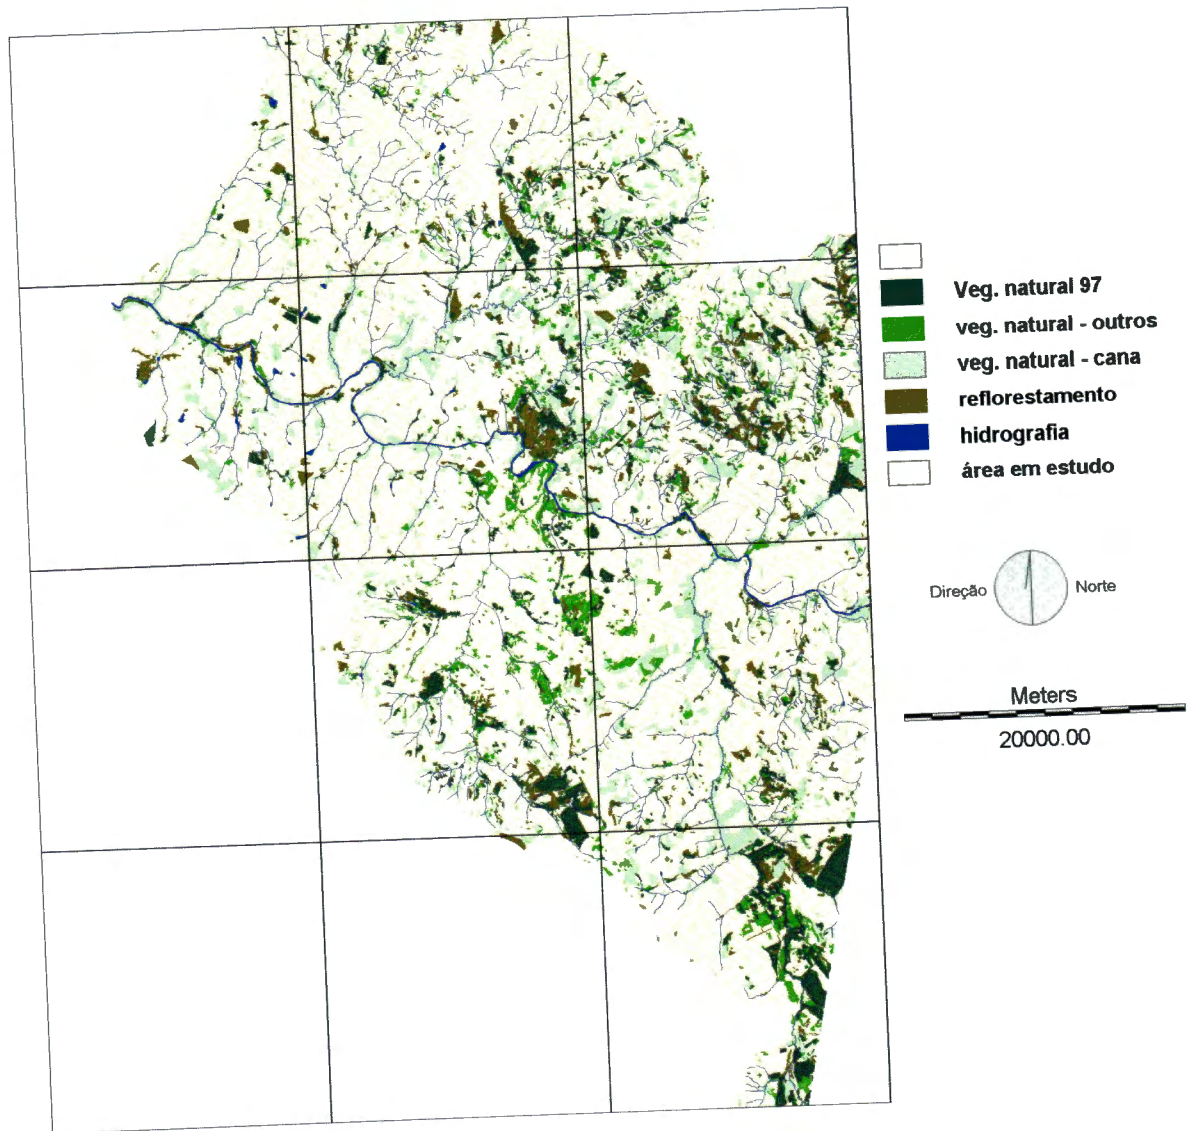 Veg. natural 97
veg. natural - outros
veg. natural - cana
reflorestamento
hidrografia
área em estudo
Direção
Norte
Meters
20000.00